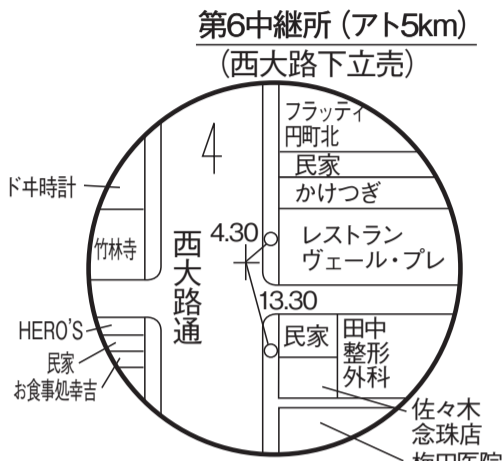 第6中継所（アト5km）
（西大路下立売）
フラッティ
円町北
民家
かけつぎ
レストラン
ヴェール・プレ
ドヰ時計
竹林寺
西大路通
4
4.30
13.30
HERO'S
民家
お食事処幸吉
民家
田中
整形
外科
佐々木
念珠店
梅田医院